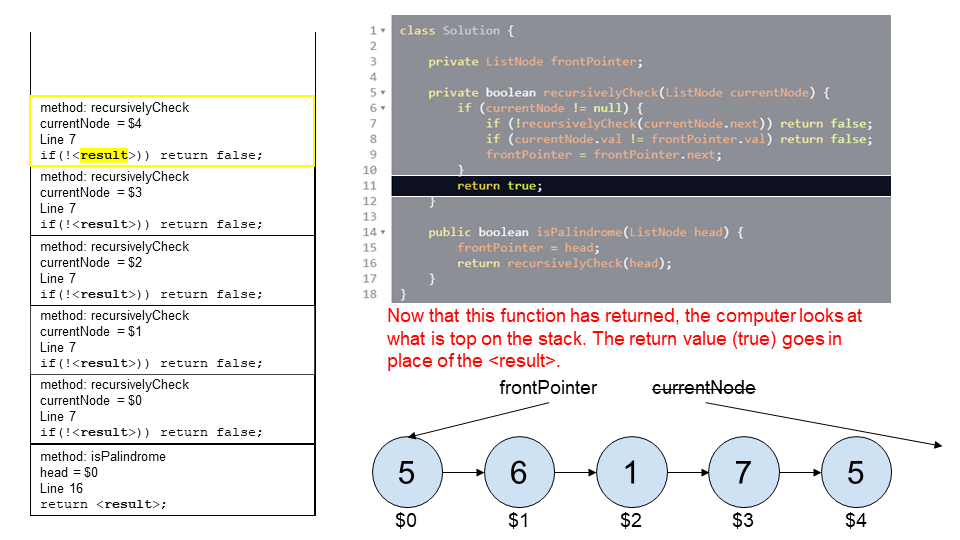 method: recursivelyCheck
currentNode = $4
Line 7
if(!<result>)) return false;
method: recursivelyCheck
currentNode = $3
Line 7
if(!<result>)) return false;
method: recursivelyCheck
currentNode = $2
Line 7
if(!<result>)) return false;
method: recursivelyCheck
currentNode = $1
Line 7
if(!<result>)) return false;
method: recursivelyCheck
currentNode = $0
Line 7
if(!<result>)) return false;
method: isPalindrome
head = $0
Line 16
return <result>;
1 class Solution {
2
3 private ListNode frontPointer;
4
5 private boolean recursivelyCheck(ListNode currentNode) {
6 if (currentNode != null) {
7 if (!recursivelyCheck(currentNode.next)) return false;
8 if (currentNode.val != frontPointer.val) return false;
9 frontPointer = frontPointer.next;
10 }
11 return true;
12 }
13
14 public boolean isPalindrome(ListNode head) {
15 frontPointer = head;
16 return recursivelyCheck(head);
17 }
18 }
Now that this function has returned, the computer looks at
what is top on the stack. The return value (true) goes in
place of the <result>.
frontPointer currentNode
5 6 1 7 5
$0 $1 $2 $3 $4